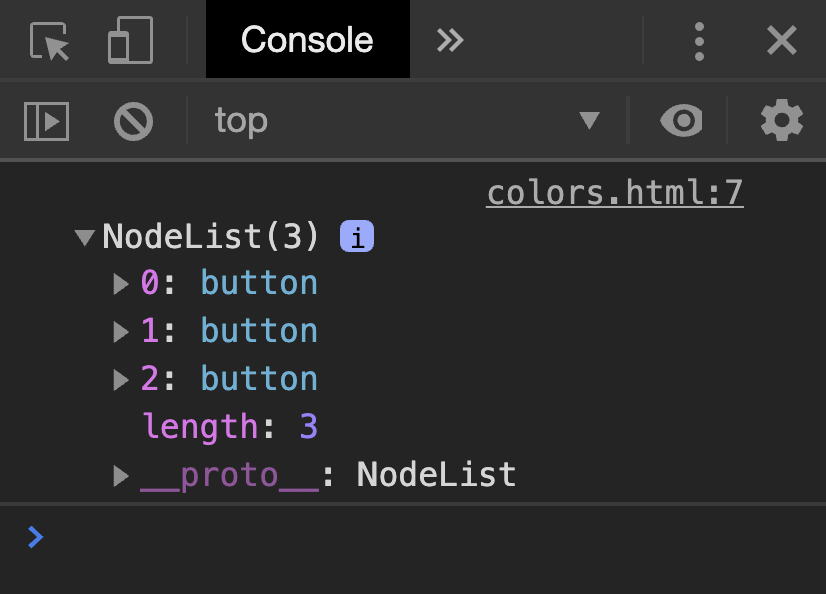 Console
top
colors.html:7
NodeList(3) i
0: button
1: button
2: button
length: 3
__proto__: NodeList